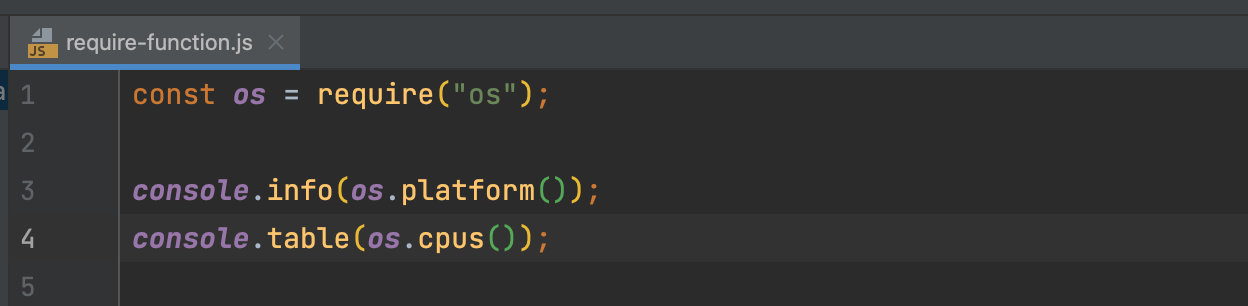 JS require-function.js
a
1 const os = require("os");
2
3 console.info(os.platform());
4 console.table(os.cpus());
5